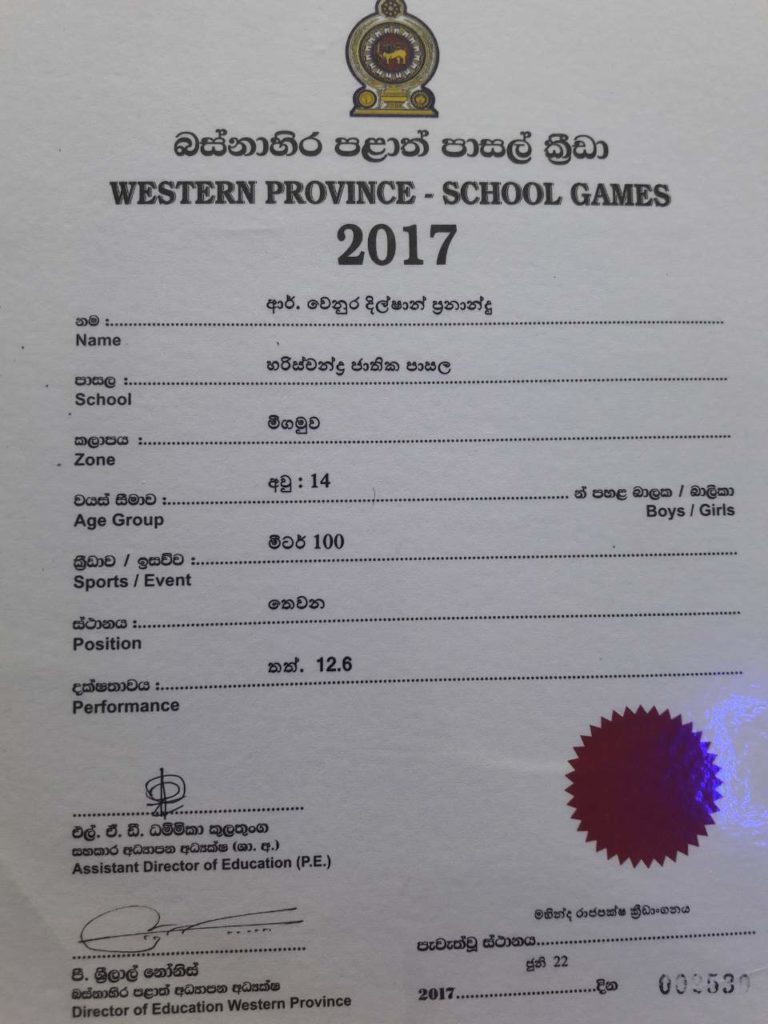 බස්නාහිර පළාත් පාසල් ක්‍රීඩා
WESTERN PROVINCE - SCHOOL GAMES
2017
ආර්. වෙනුර දිල්ෂාන් ප්‍රනාන්දු
නම :
Name
හරිස්චන්ද්‍ර ජාතික පාසල
පාසල :
School
මීගමුව
කලාපය :
Zone
අවු : 14
වයස් සීමාව : න් පහළ බාලක / බාලිකා
Age Group Boys / Girls
මීටර් 100
ක්‍රීඩාව / ඉසව්ව :
Sports / Event
තෙවන
ස්ථානය :
Position
තත්. 12.6
දක්ෂතාවය :
Performance
එල්. ඒ. ඩී. ධම්මිකා කුලතුංග
සහකාර අධ්‍යාපන අධ්‍යක්ෂ (ශා. අ.)
Assistant Director of Education (P.E.)
පී. ශ්‍රීලාල් නෝනිස්
බස්නාහිර පළාත් අධ්‍යාපන අධ්‍යක්ෂ
Director of Education Western Province
මහින්ද රාජපක්ෂ ක්‍රීඩාංගනය
පැවැත්වූ ස්ථානය
ජුනි 22
2017 දින 002530